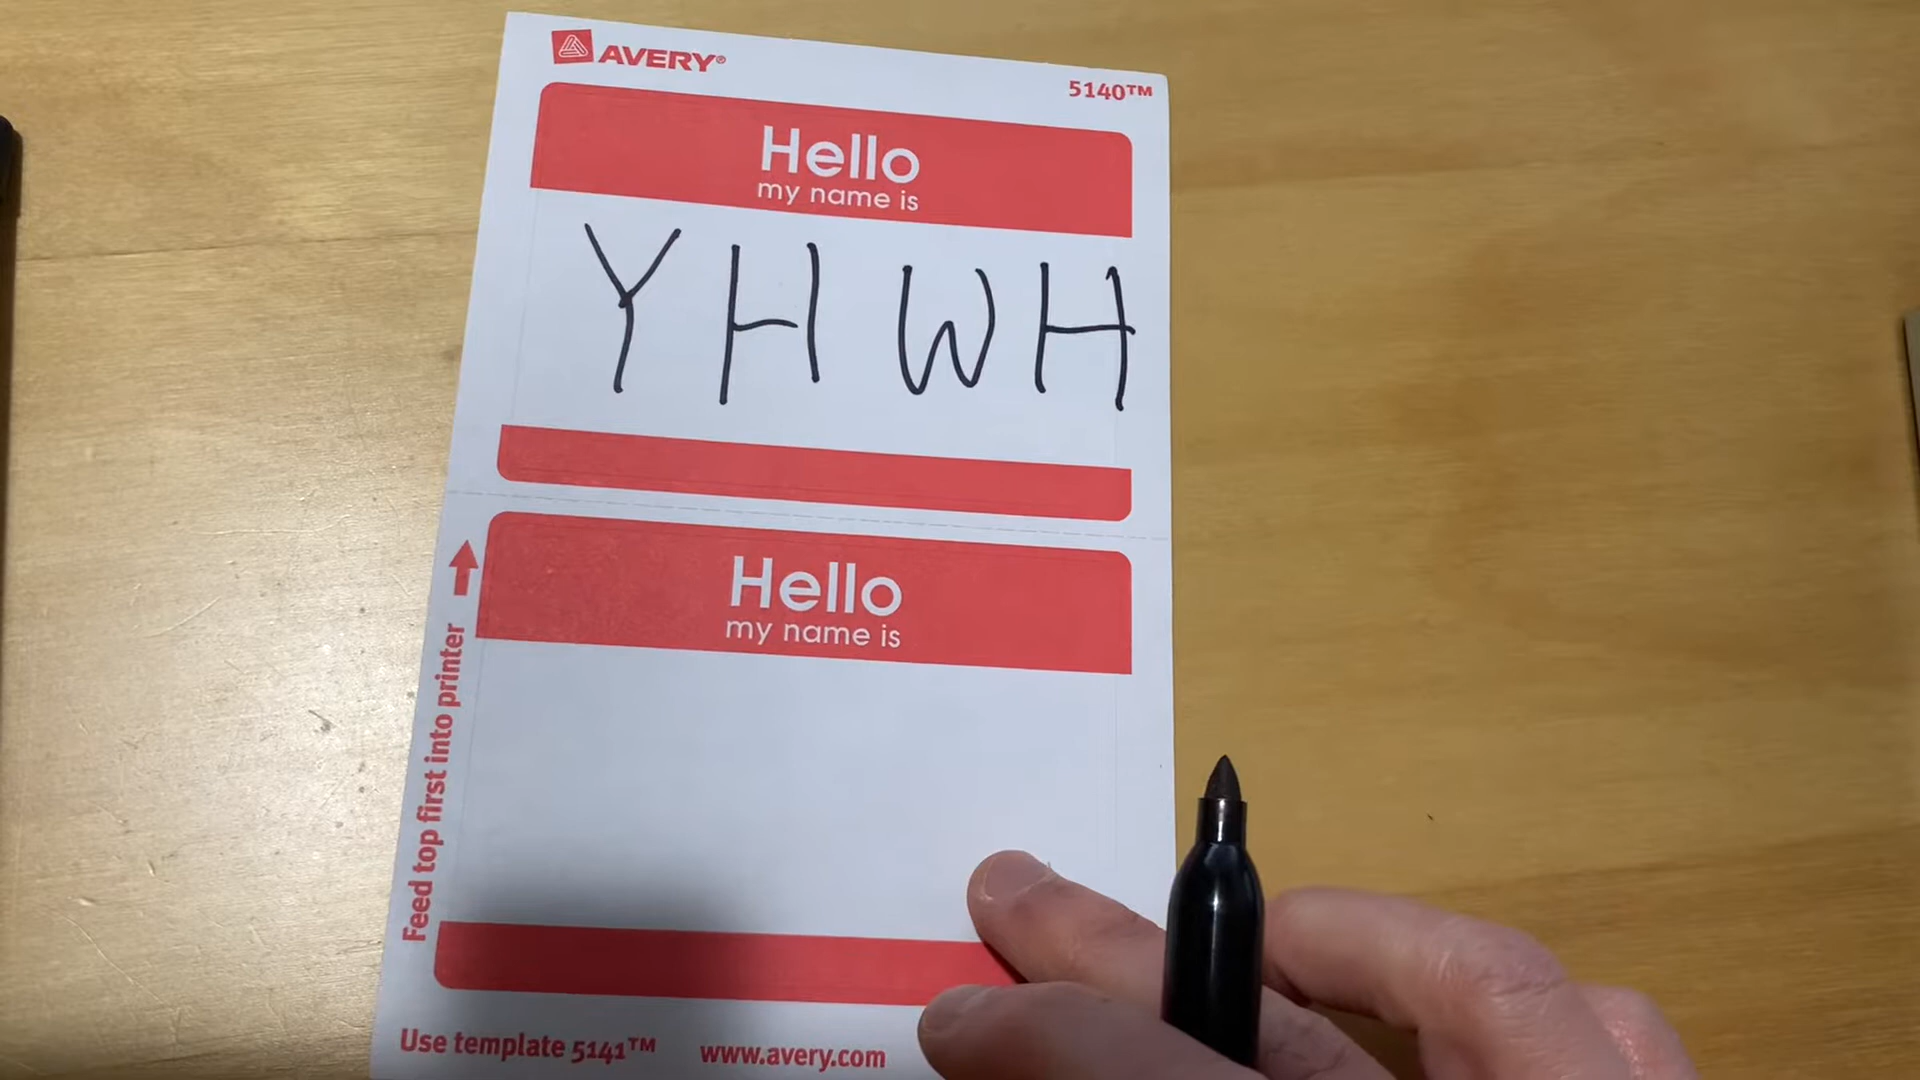 AVERY®
5140™
Hello
my name is
YHWH
Hello
my name is
Feed top first into printer
Use template 5141™
www.avery.com